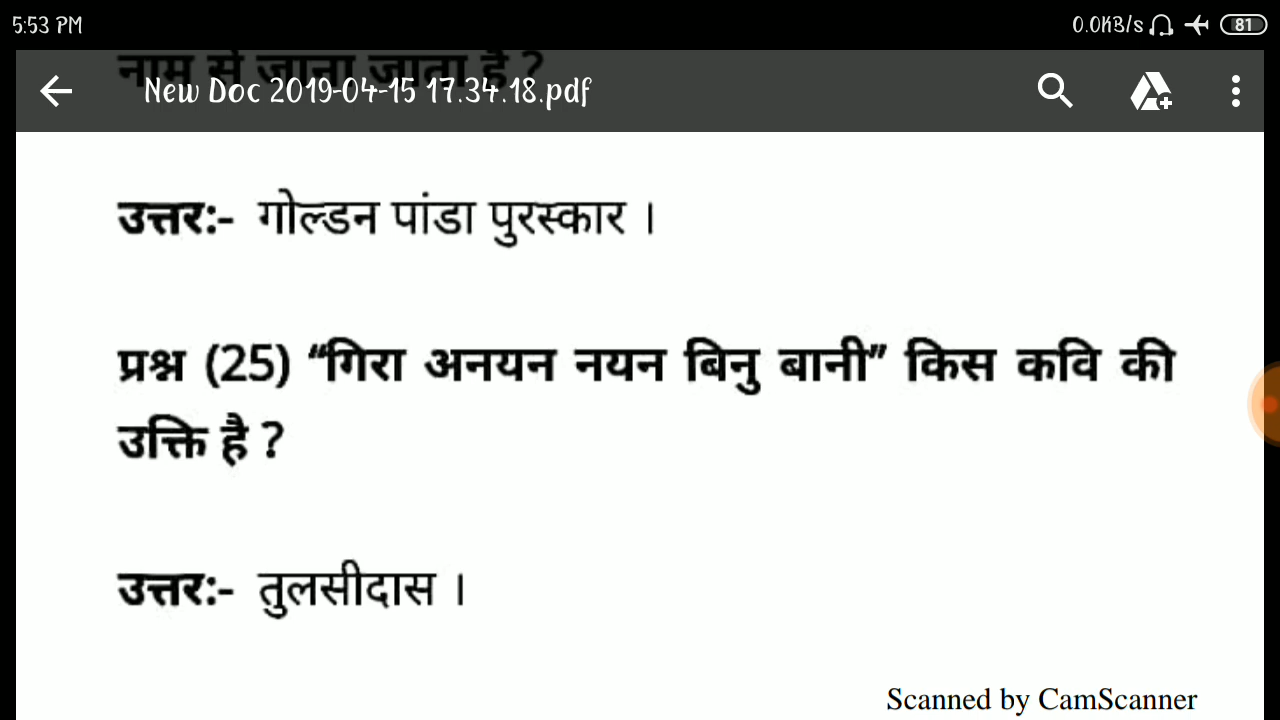 5:53 PM
0.0KB/s
81
नाम से जाना जाता है ?
New Doc 2019-04-15 17.34.18.pdf
उत्तर:- गोल्डन पांडा पुरस्कार ।
प्रश्न (25) “गिरा अनयन नयन बिनु बानी” किस कवि की
उक्ति है ?
उत्तर:- तुलसीदास ।
Scanned by CamScanner